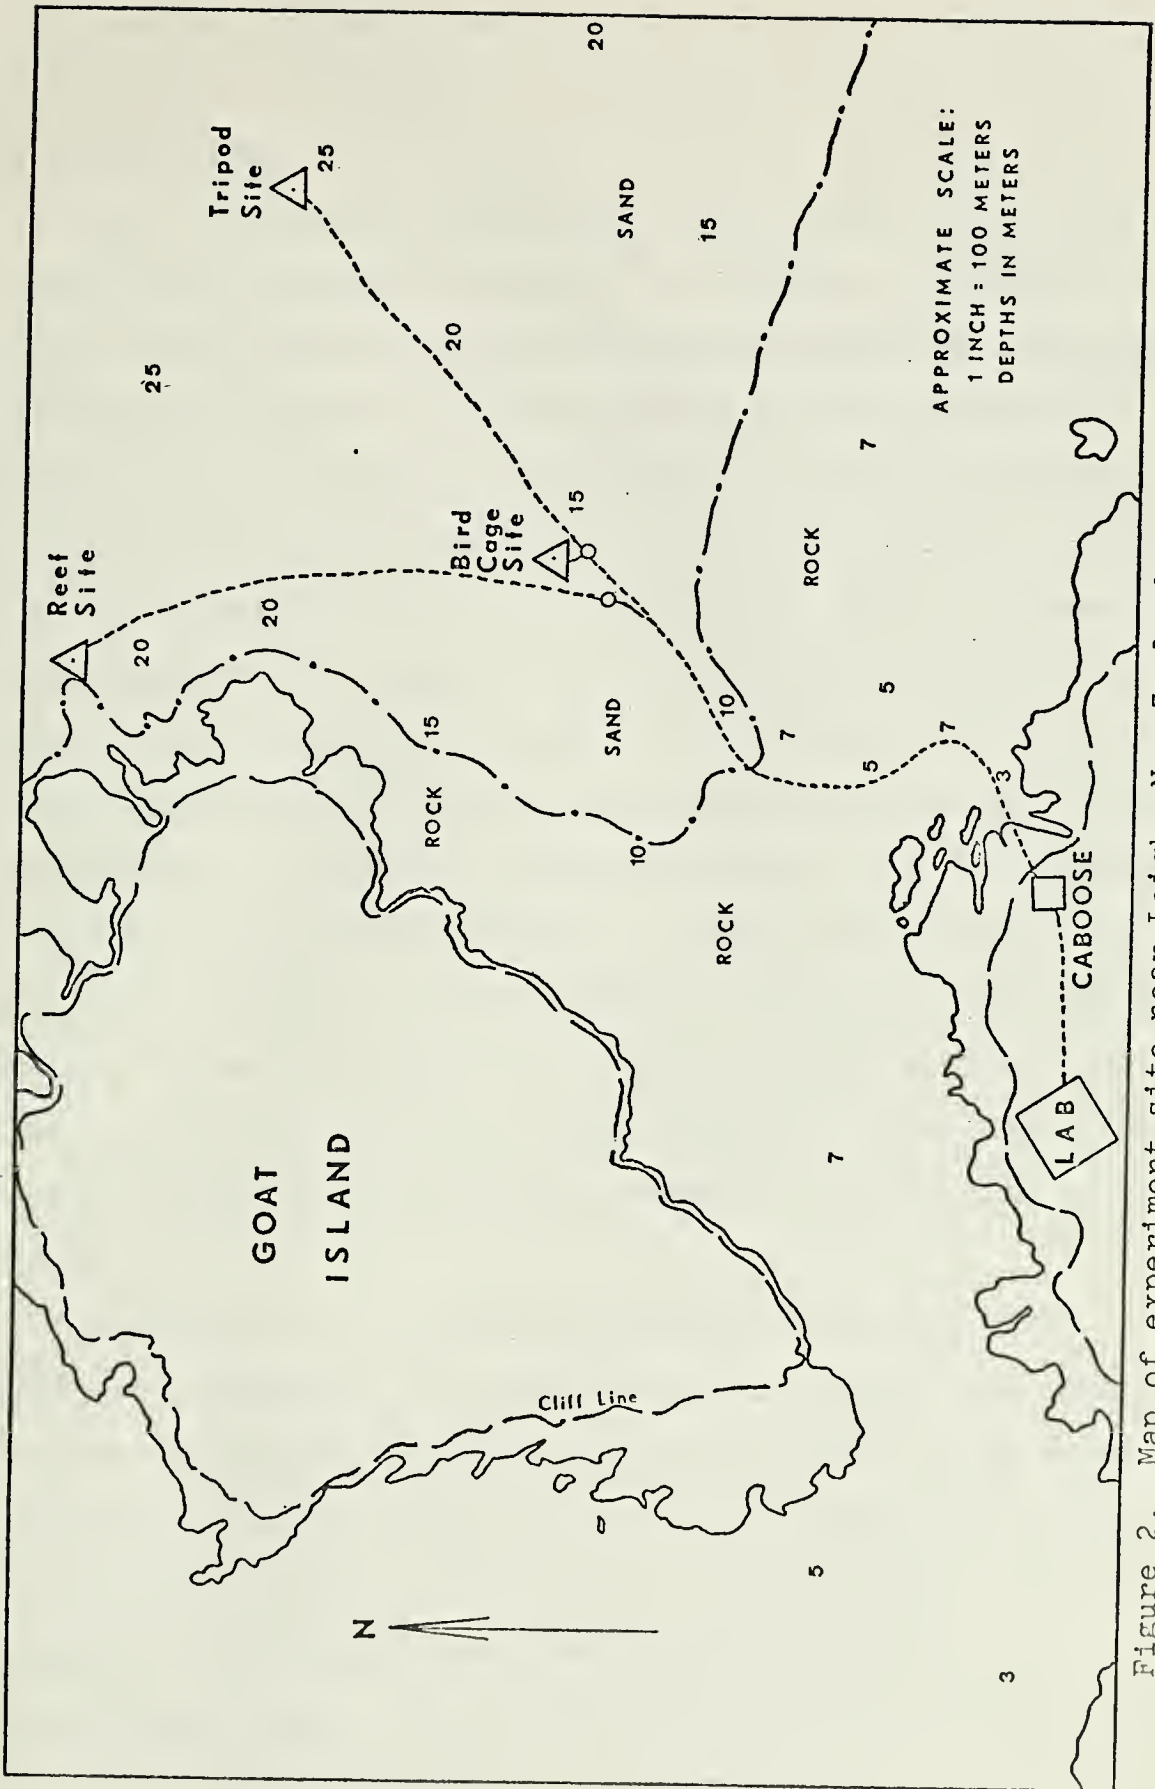 Reef
Site
Tripod
Site
25
25
20
20
20
20
Bird
Cage
Site
15
15
SAND
15
ROCK
SAND
10
10
ROCK
ROCK
7
7
5
5
7
3
7
5
3
GOAT
ISLAND
Cliff Line
N
APPROXIMATE SCALE:
1 INCH = 100 METERS
DEPTHS IN METERS
CABOOSE
LAB
Figure 2. Map of experiment site near Leigh, N.